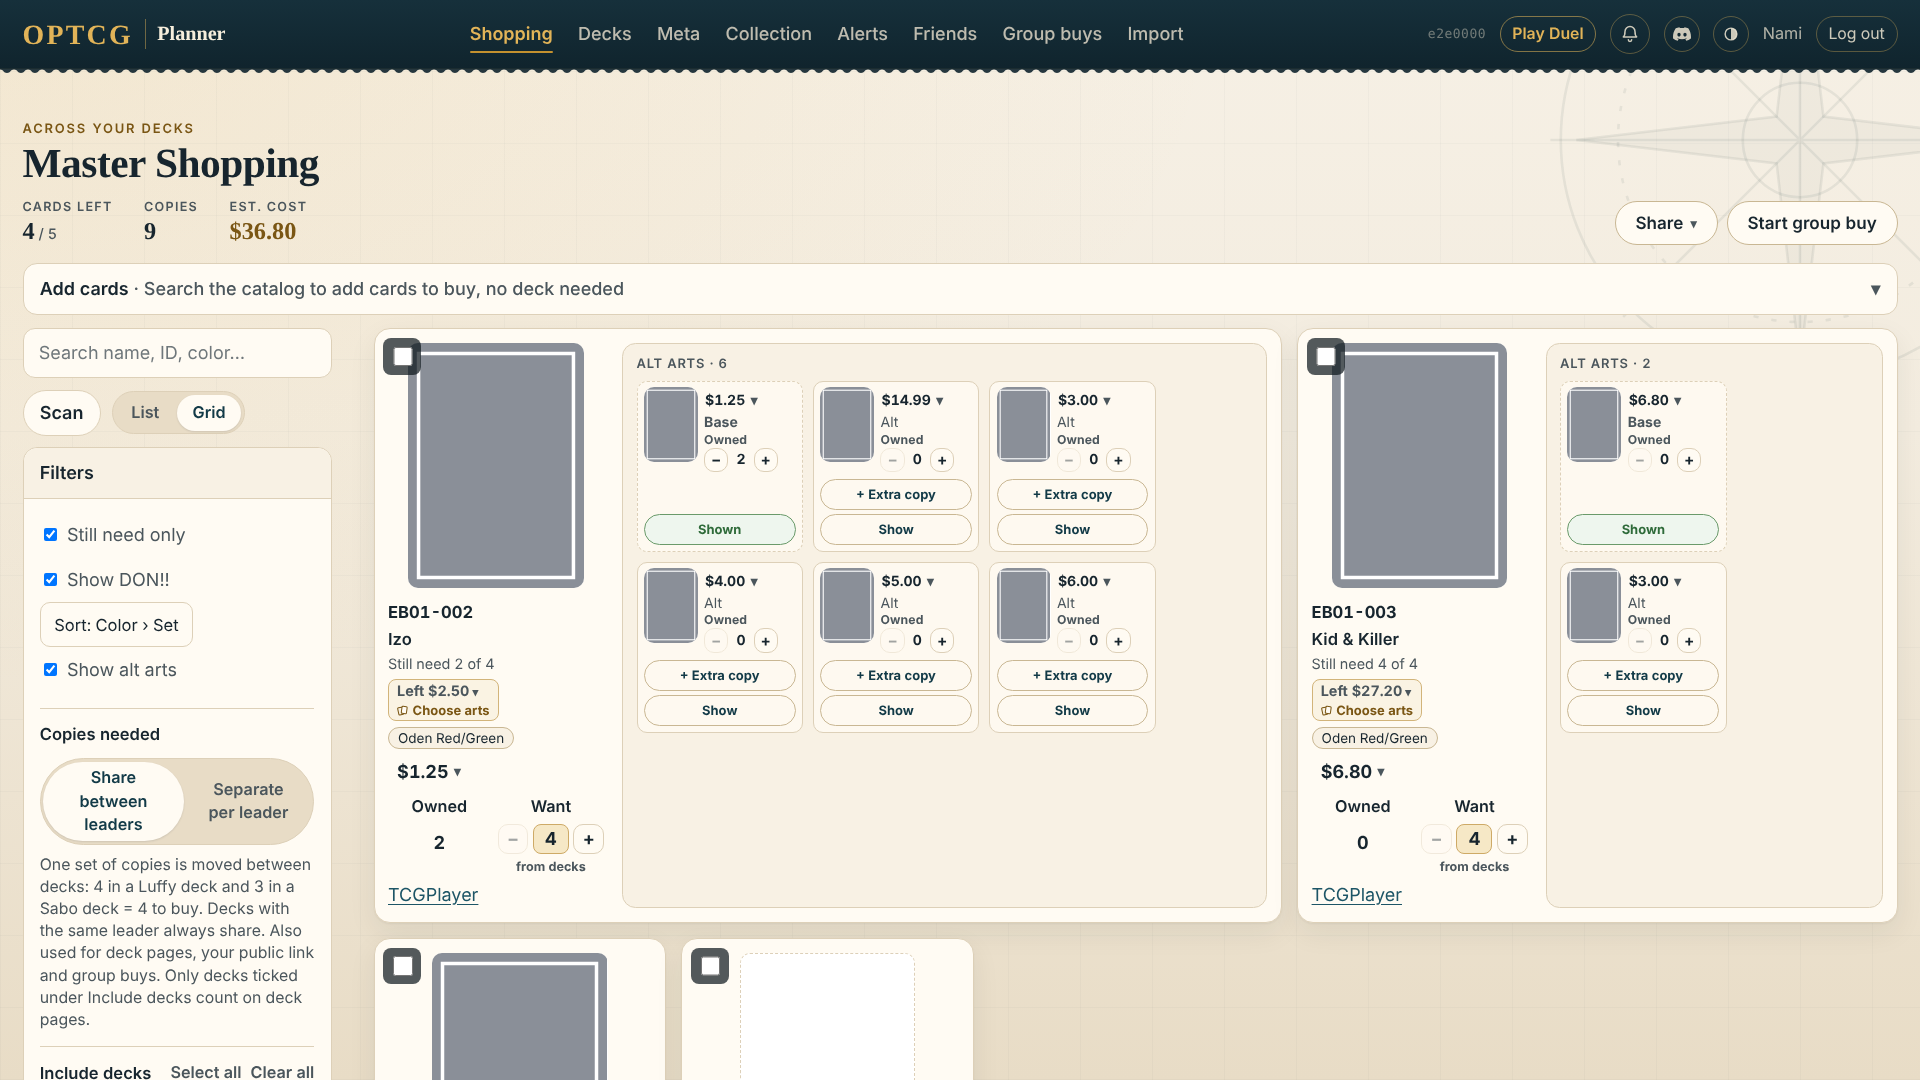 OPTCG
Planner
Shopping
Decks
Meta
Collection
Alerts
Friends
Group buys
Import
e2e0000
Play Duel
Nami
Log out
ACROSS YOUR DECKS
Master Shopping
CARDS LEFT
COPIES
EST. COST
4 / 5
9
$36.80
Share ▾
Start group buy
Add cards · Search the catalog to add cards to buy, no deck needed
▾
Search name, ID, color...
Scan
List
Grid
Filters
Still need only
Show DON!!
Sort: Color › Set
Show alt arts
Copies needed
Share
between
leaders
Separate
per leader
One set of copies is moved between
decks: 4 in a Luffy deck and 3 in a
Sabo deck = 4 to buy. Decks with
the same leader always share. Also
used for deck pages, your public link
and group buys. Only decks ticked
under Include decks count on deck
pages.
Include decks
Select all
Clear all
EB01-002
Izo
Still need 2 of 4
Left $2.50 ▾
Choose arts
Oden Red/Green
$1.25 ▾
Owned
Want
2
− 4 +
from decks
TCGPlayer
ALT ARTS · 6
$1.25 ▾
Base
Owned
− 2 +
Shown
$14.99 ▾
Alt
Owned
− 0 +
+ Extra copy
Show
$3.00 ▾
Alt
Owned
− 0 +
+ Extra copy
Show
$4.00 ▾
Alt
Owned
− 0 +
+ Extra copy
Show
$5.00 ▾
Alt
Owned
− 0 +
+ Extra copy
Show
$6.00 ▾
Alt
Owned
− 0 +
+ Extra copy
Show
EB01-003
Kid & Killer
Still need 4 of 4
Left $27.20 ▾
Choose arts
Oden Red/Green
$6.80 ▾
Owned
Want
0
− 4 +
from decks
TCGPlayer
ALT ARTS · 2
$6.80 ▾
Base
Owned
− 0 +
Shown
$3.00 ▾
Alt
Owned
− 0 +
+ Extra copy
Show